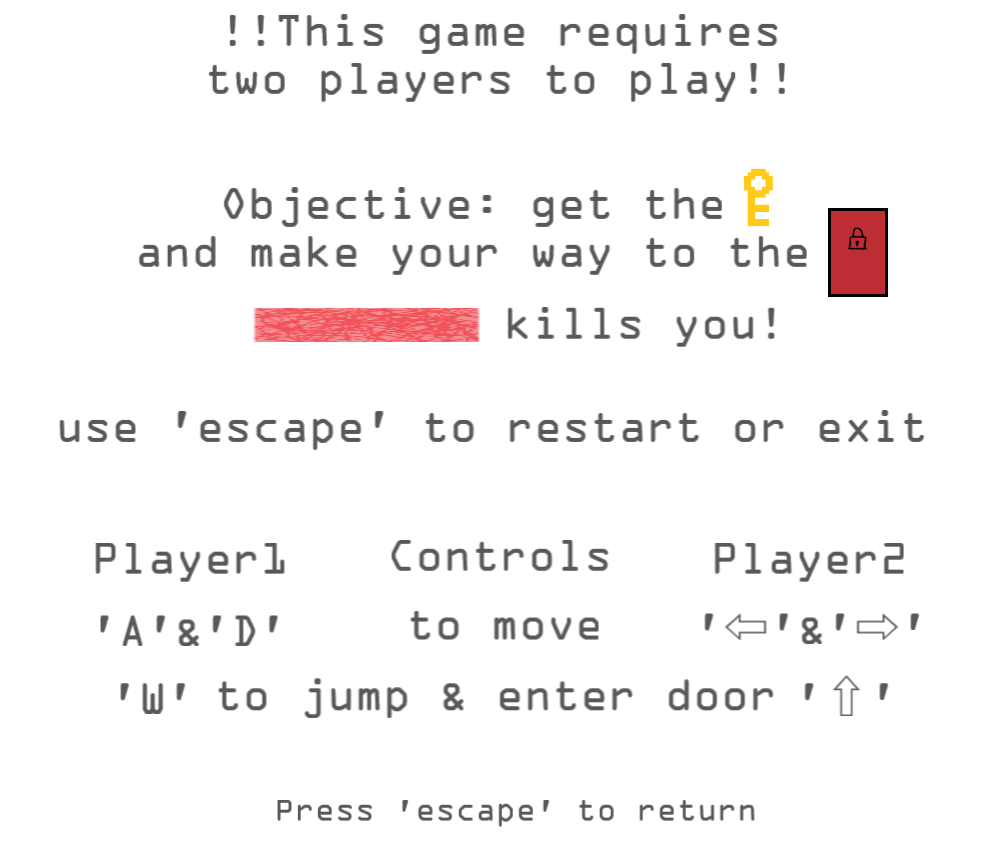 !!This game requires
two players to play!!
Objective: get the
and make your way to the
kills you!
use 'escape' to restart or exit
Player1 Controls Player2
'A'&'D' to move '⇦'&'⇨'
'W' to jump & enter door '⇧'
Press 'escape' to return